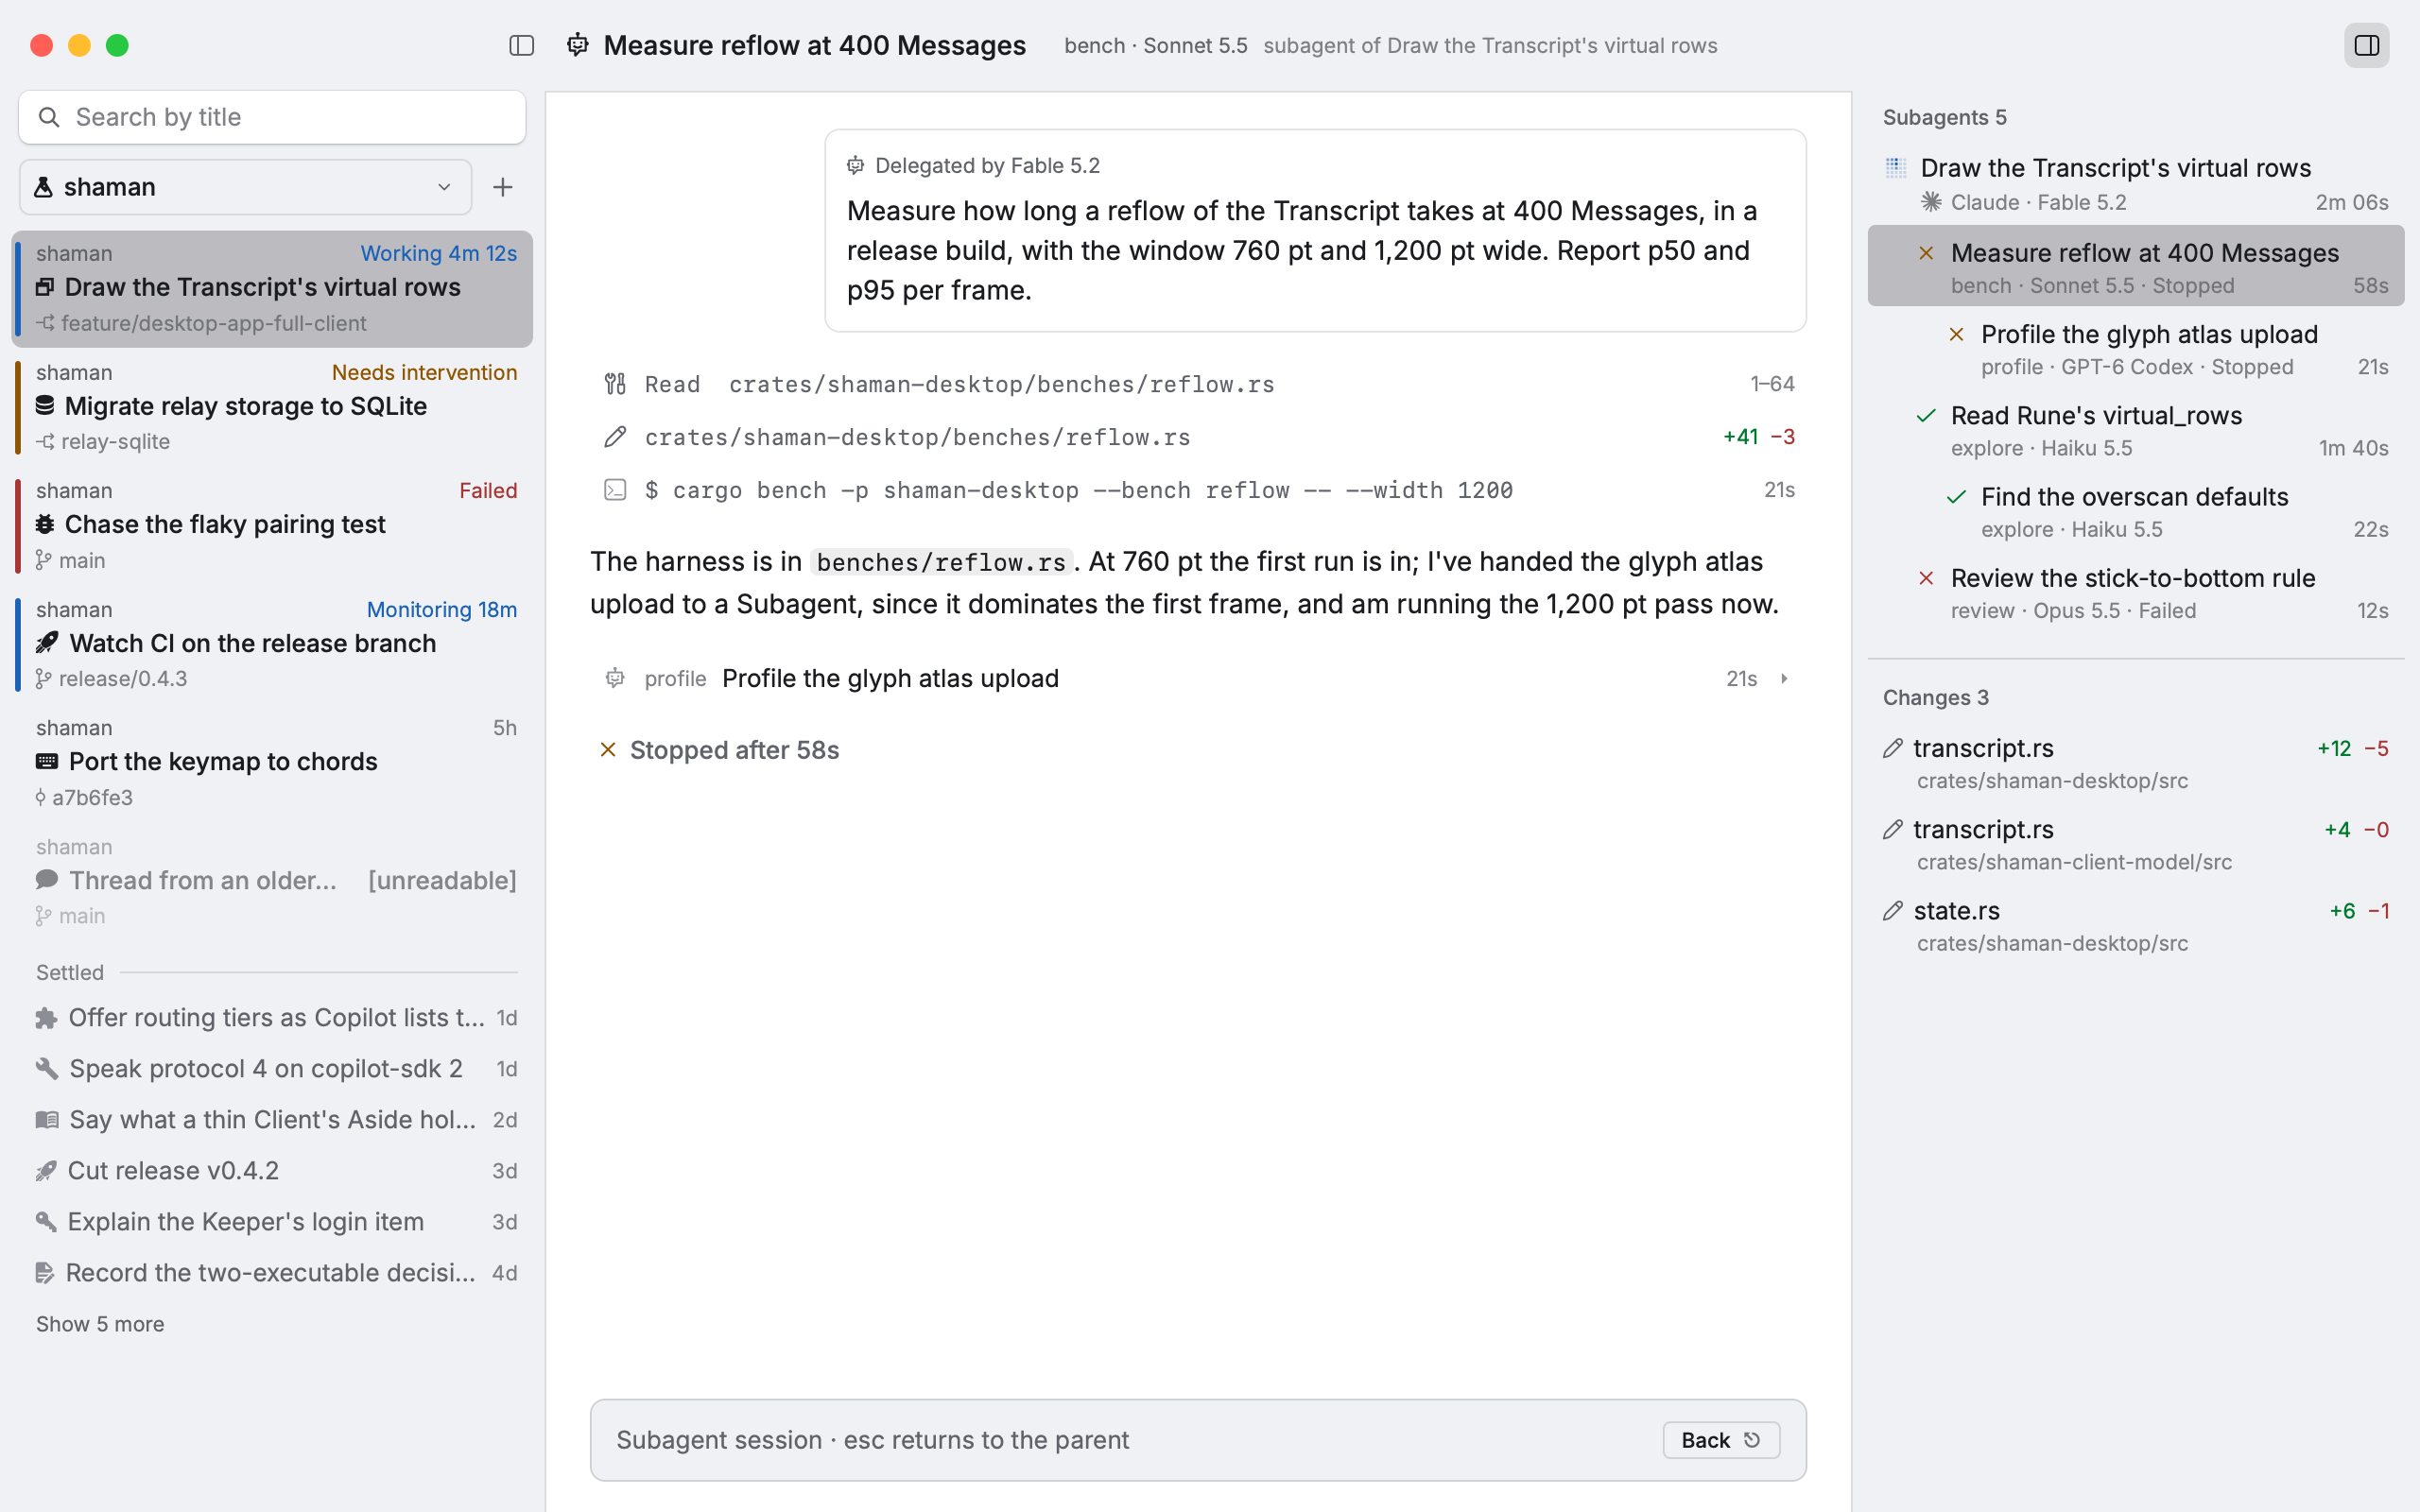 Measure reflow at 400 Messages bench · Sonnet 5.5 subagent of Draw the Transcript's virtual rows
Search by title
shaman
shaman Working 4m 12s
Draw the Transcript's virtual rows
feature/desktop-app-full-client
shaman Needs intervention
Migrate relay storage to SQLite
relay-sqlite
shaman Failed
Chase the flaky pairing test
main
shaman Monitoring 18m
Watch CI on the release branch
release/0.4.3
shaman 5h
Port the keymap to chords
a7b6fe3
shaman
Thread from an older... [unreadable]
main
Settled
Offer routing tiers as Copilot lists t... 1d
Speak protocol 4 on copilot-sdk 2 1d
Say what a thin Client's Aside hol... 2d
Cut release v0.4.2 3d
Explain the Keeper's login item 3d
Record the two-executable decisi... 4d
Show 5 more
Delegated by Fable 5.2
Measure how long a reflow of the Transcript takes at 400 Messages, in a
release build, with the window 760 pt and 1,200 pt wide. Report p50 and
p95 per frame.
Read crates/shaman-desktop/benches/reflow.rs 1–64
crates/shaman-desktop/benches/reflow.rs +41 −3
$ cargo bench -p shaman-desktop --bench reflow -- --width 1200 21s
The harness is in benches/reflow.rs. At 760 pt the first run is in; I've handed the glyph atlas
upload to a Subagent, since it dominates the first frame, and am running the 1,200 pt pass now.
profile Profile the glyph atlas upload 21s
Stopped after 58s
Subagent session · esc returns to the parent Back
Subagents 5
Draw the Transcript's virtual rows
Claude · Fable 5.2 2m 06s
Measure reflow at 400 Messages
bench · Sonnet 5.5 · Stopped 58s
Profile the glyph atlas upload
profile · GPT-6 Codex · Stopped 21s
Read Rune's virtual_rows
explore · Haiku 5.5 1m 40s
Find the overscan defaults
explore · Haiku 5.5 22s
Review the stick-to-bottom rule
review · Opus 5.5 · Failed 12s
Changes 3
transcript.rs +12 −5
crates/shaman-desktop/src
transcript.rs +4 −0
crates/shaman-client-model/src
state.rs +6 −1
crates/shaman-desktop/src